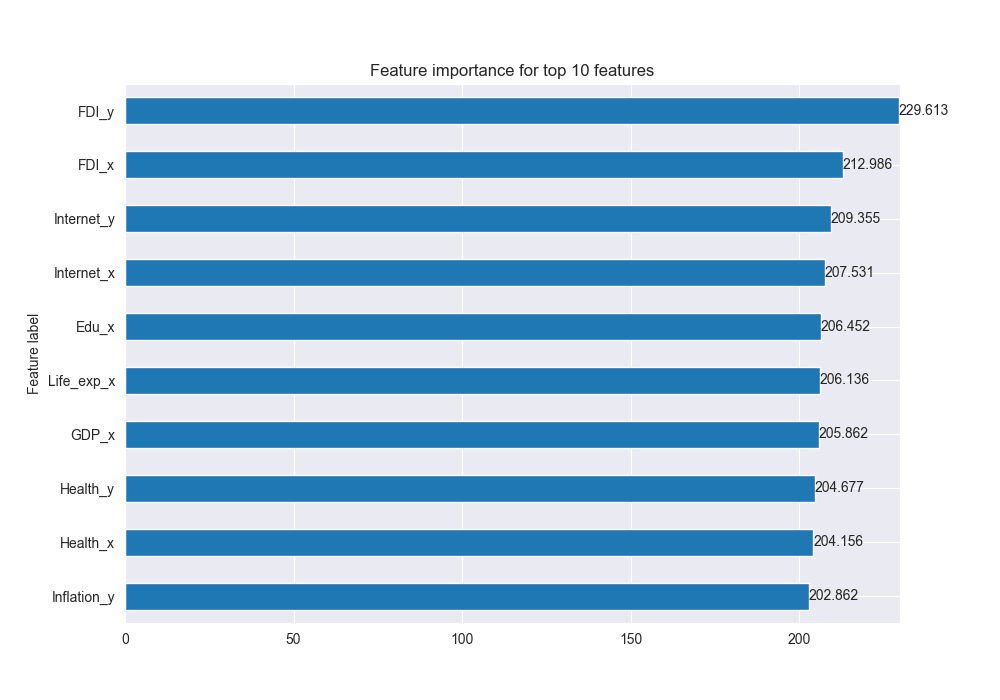 Feature importance for top 10 features
FDI_y
229.613
FDI_x
212.986
Internet_y
209.355
Internet_x
207.531
Edu_x
206.452
Life_exp_x
206.136
GDP_x
205.862
Health_y
204.677
Health_x
204.156
Inflation_y
202.862
Feature label
0
50
100
150
200